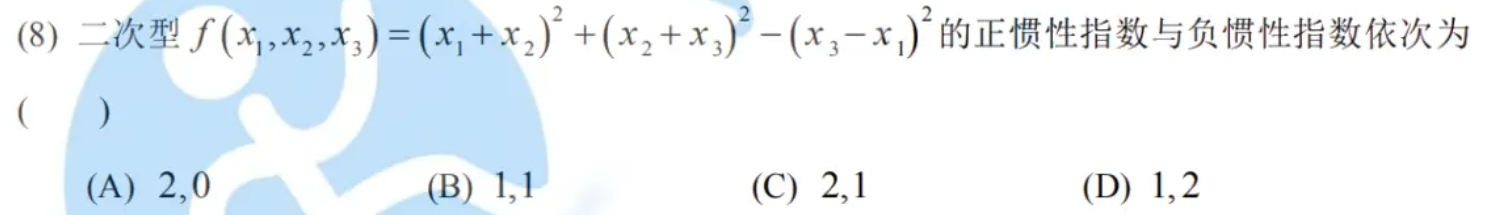 (8) 二次型 f(x₁,x₂,x₃)=(x₁+x₂)²+(x₂+x₃)²−(x₃−x₁)²的正惯性指数与负惯性指数依次为
( )
(A) 2,0 (B) 1,1 (C) 2,1 (D) 1,2